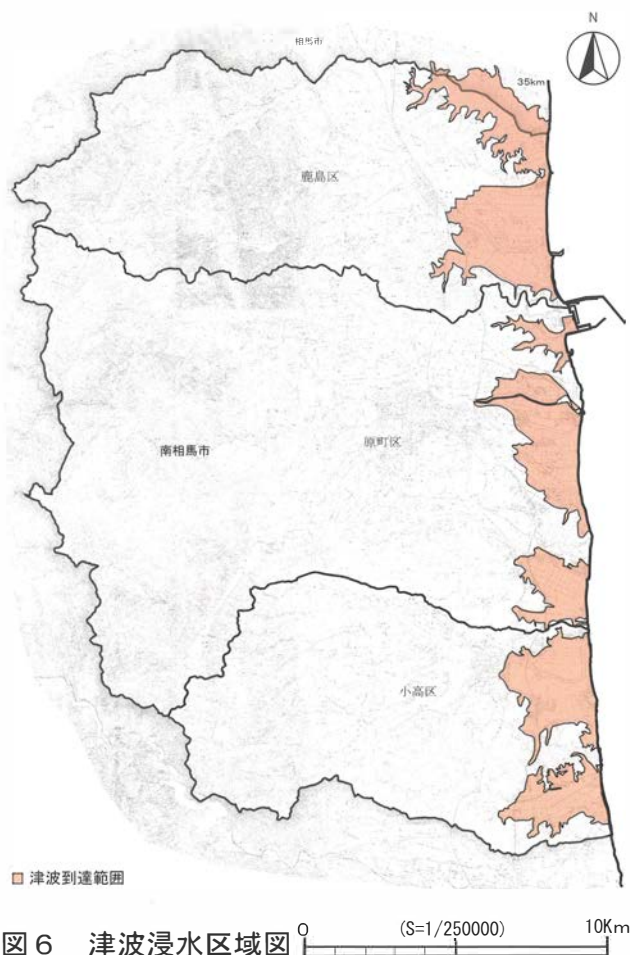 N
相馬市
35km
鹿島区
原町区
南相馬市
小高区
津波到達範囲
図6 津波浸水区域図
0 (S=1/250000) 10Km